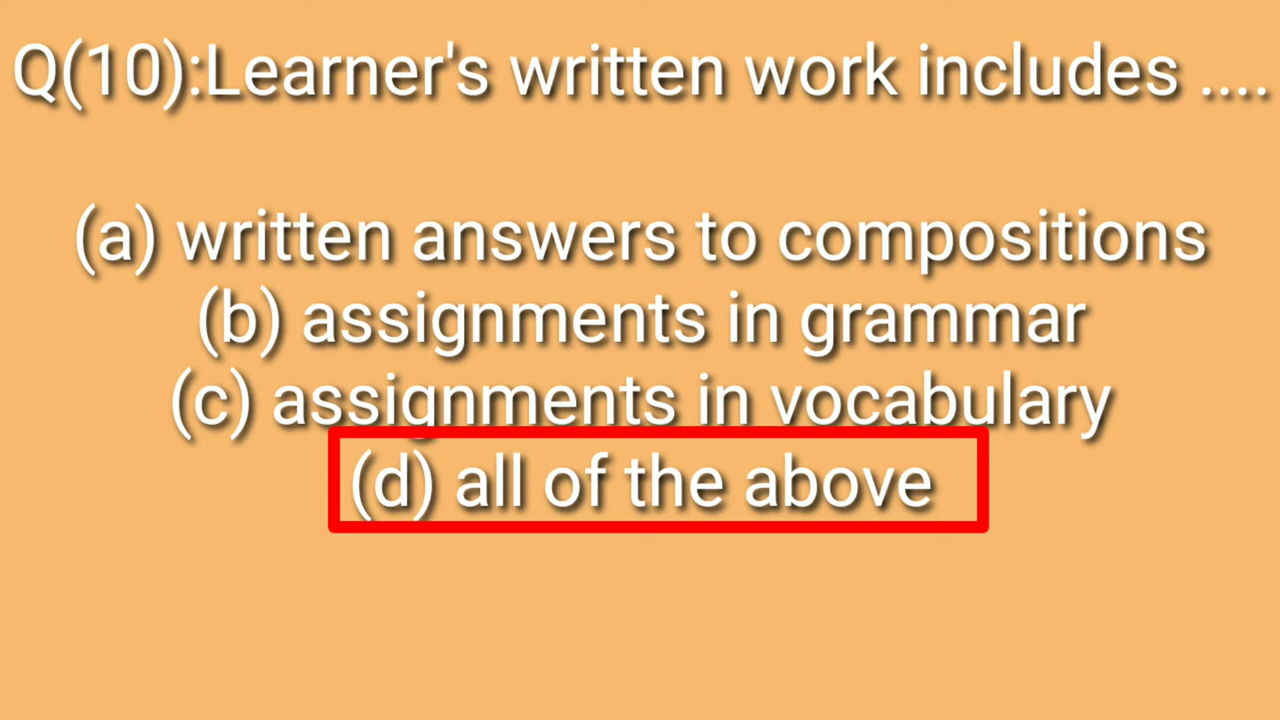 Q(10):Learner's written work includes ....
(a) written answers to compositions
(b) assignments in grammar
(c) assignments in vocabulary
(d) all of the above